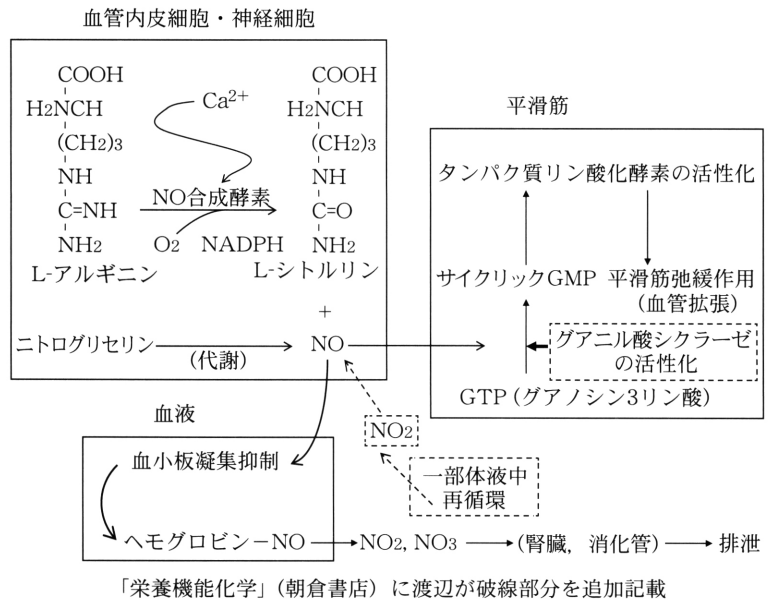 血管内皮細胞・神経細胞
COOH
H2NCH
(CH2)3
NH
C=NH
NH2
L-アルギニン
Ca2+
NO合成酵素
O2 NADPH
COOH
H2NCH
(CH2)3
NH
C=O
NH2
L-シトルリン
+
ニトログリセリン
(代謝)
NO
平滑筋
タンパク質リン酸化酵素の活性化
サイクリックGMP
平滑筋弛緩作用
(血管拡張)
グアニル酸シクラーゼ
の活性化
GTP(グアノシン3リン酸)
血液
血小板凝集抑制
NO2
一部体液中
再循環
ヘモグロビン－NO
NO2, NO3
(腎臓，消化管)
排泄
「栄養機能化学」(朝倉書店)に渡辺が破線部分を追加記載